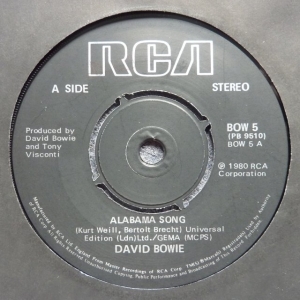 RCA
A SIDE
STEREO
BOW 5
(PB 9510)
BOW 5 A
Produced by
David Bowie
and Tony
Visconti
℗ 1980 RCA
Corporation
ALABAMA SONG
(Kurt Weill, Bertolt Brecht) Universal
Edition (Ldn)Ltd./GEMA (MCPS)
DAVID BOWIE